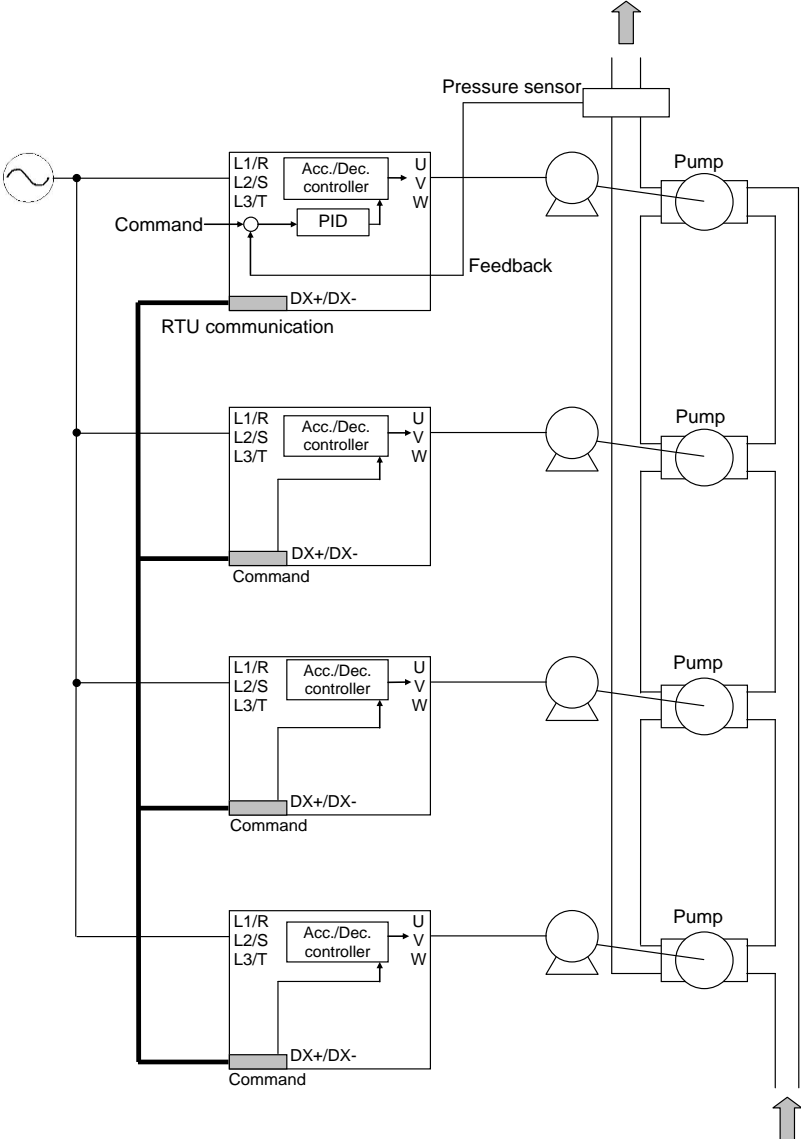 Pressure sensor
L1/R
L2/S
L3/T
Acc./Dec.
controller
U
V
W
Pump
Command
PID
Feedback
DX+/DX-
RTU communication
L1/R
L2/S
L3/T
Acc./Dec.
controller
U
V
W
Pump
DX+/DX-
Command
L1/R
L2/S
L3/T
Acc./Dec.
controller
U
V
W
Pump
DX+/DX-
Command
L1/R
L2/S
L3/T
Acc./Dec.
controller
U
V
W
Pump
DX+/DX-
Command